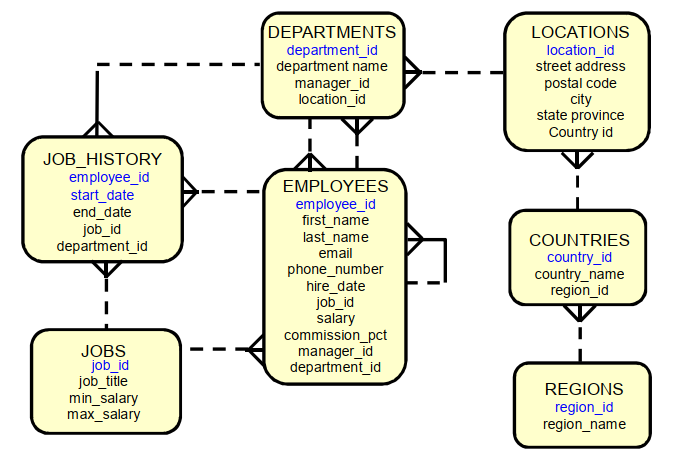 DEPARTMENTS
department_id
department name
manager_id
location_id
LOCATIONS
location_id
street address
postal code
city
state province
Country id
JOB_HISTORY
employee_id
start_date
end_date
job_id
department_id
EMPLOYEES
employee_id
first_name
last_name
email
phone_number
hire_date
job_id
salary
commission_pct
manager_id
department_id
COUNTRIES
country_id
country_name
region_id
JOBS
job_id
job_title
min_salary
max_salary
REGIONS
region_id
region_name